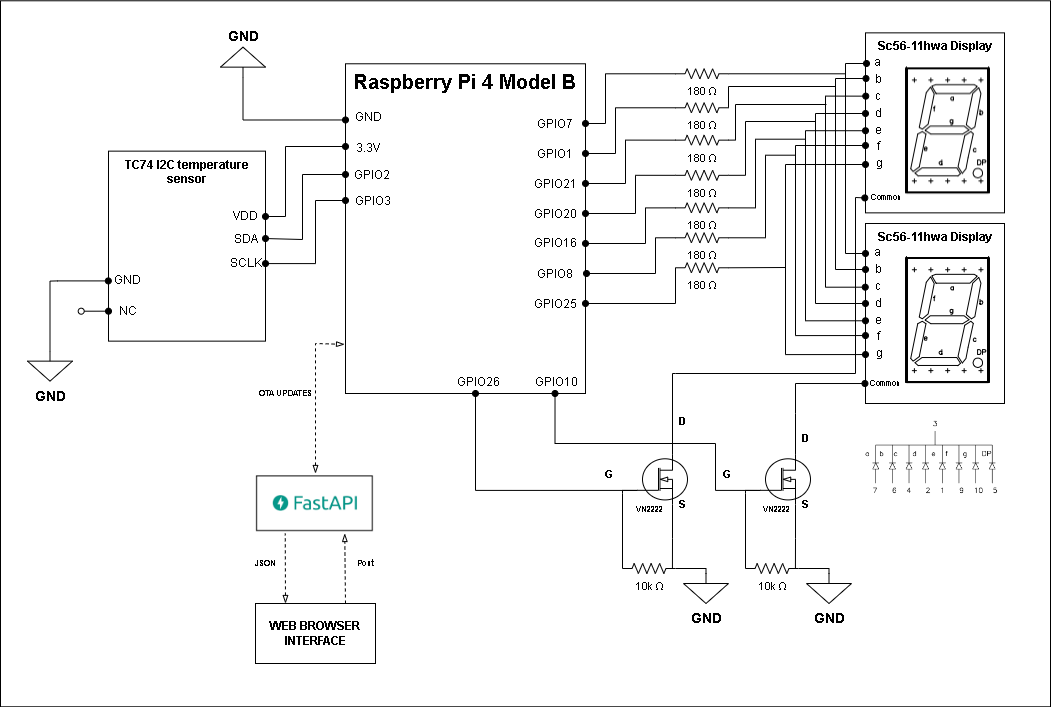 GND
Raspberry Pi 4 Model B
GND
3.3V
GPIO2
GPIO3
GPIO7
GPIO1
GPIO21
GPIO20
GPIO16
GPIO8
GPIO25
GPIO26
GPIO10
TC74 I2C temperature
sensor
VDD
SDA
SCLK
GND
NC
GND
180 Ω
180 Ω
180 Ω
180 Ω
180 Ω
180 Ω
180 Ω
Sc56-11hwa Display
a
b
c
d
e
f
g
Common
a
b
c
d
e
f
g
DP
Sc56-11hwa Display
a
b
c
d
e
f
g
Common
a
b
c
d
e
f
g
DP
OTA UPDATES
FastAPI
JSON
Post
WEB BROWSER
INTERFACE
D
G
S
VN2222
10k Ω
GND
D
G
S
VN2222
10k Ω
GND
3
a b c d e f g DP
7 6 4 2 1 9 10 5